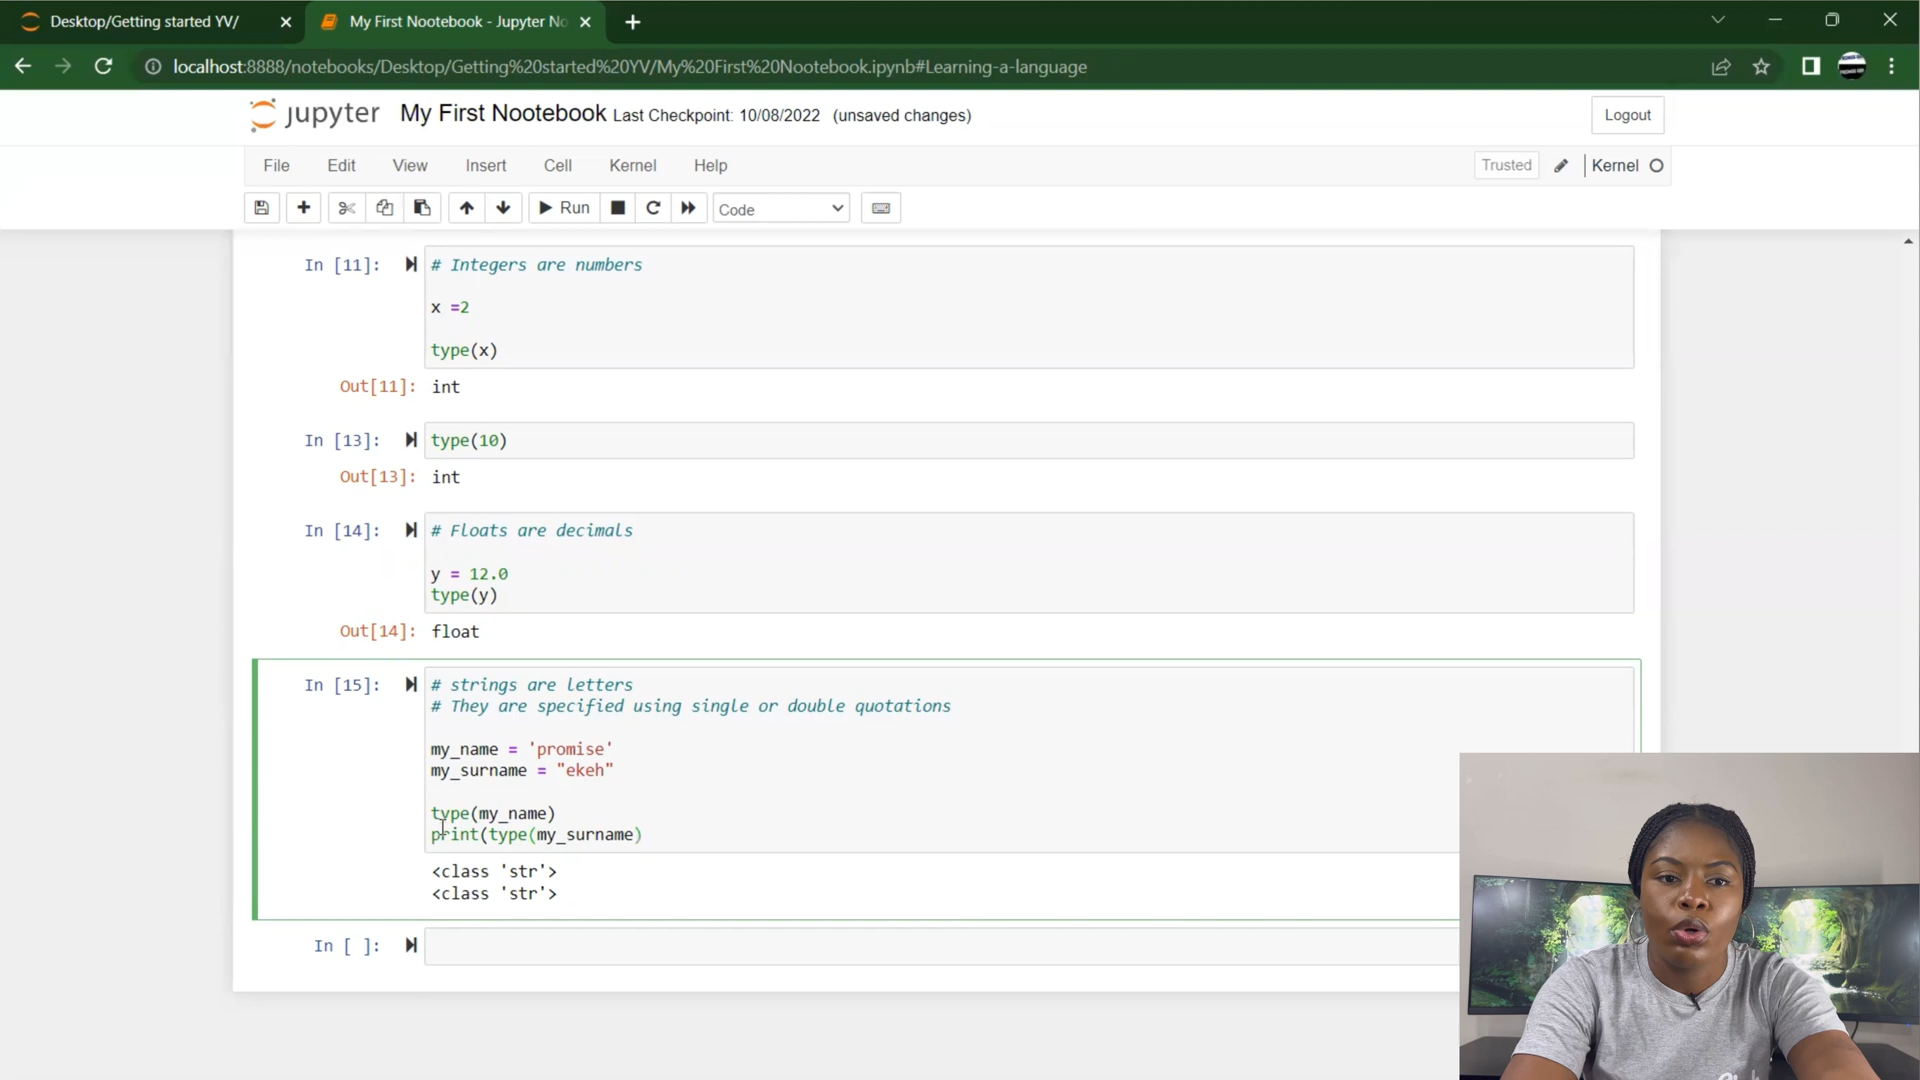 Desktop/Getting started YV/
My First Nootebook - Jupyter No
localhost:8888/notebooks/Desktop/Getting%20started%20YV/My%20First%20Nootebook.ipynb#Learning-a-language
jupyter My First Nootebook Last Checkpoint: 10/08/2022 (unsaved changes)
Logout
File Edit View Insert Cell Kernel Help
Trusted Kernel
Run Code
In [11]: # Integers are numbers
x =2
type(x)
Out[11]: int
In [13]: type(10)
Out[13]: int
In [14]: # Floats are decimals
y = 12.0
type(y)
Out[14]: float
In [15]: # strings are letters
# They are specified using single or double quotations
my_name = 'promise'
my_surname = "ekeh"
type(my_name)
print(type(my_surname)
<class 'str'>
<class 'str'>
In [ ]: